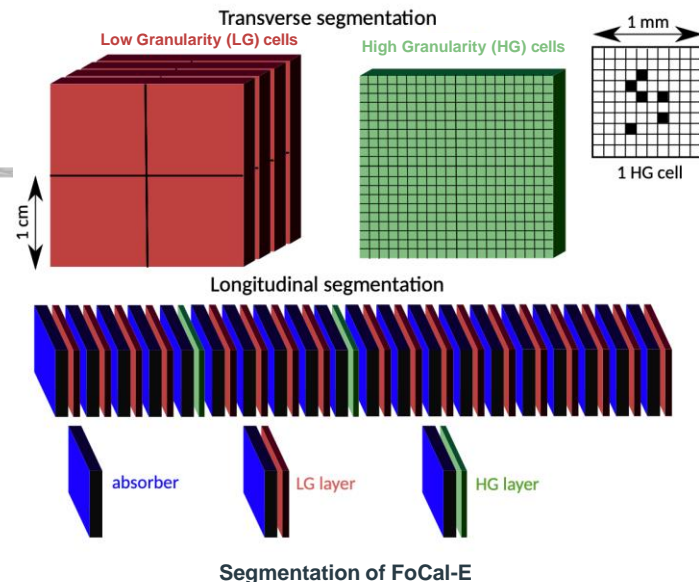 Transverse segmentation
Low Granularity (LG) cells
High Granularity (HG) cells
1 mm
1 HG cell
1 cm
Longitudinal segmentation
absorber
LG layer
HG layer
Segmentation of FoCal-E